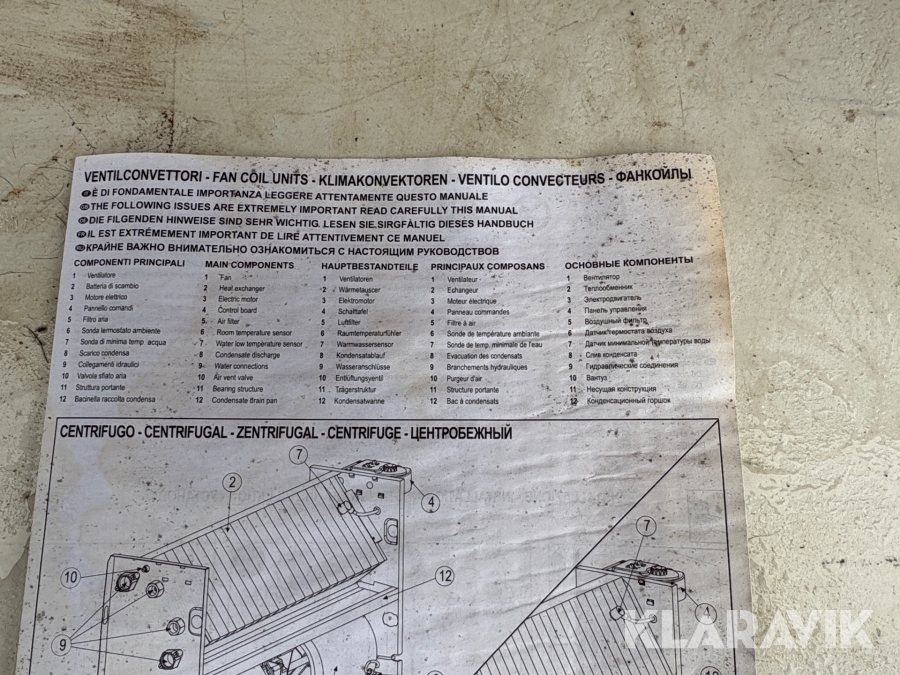 VENTILCONVETTORI - FAN COIL UNITS - KLIMAKONVEKTOREN - VENTILO CONVECTEURS - ФАНКОЙЛЫ
È DI FONDAMENTALE IMPORTANZA LEGGERE ATTENTAMENTE QUESTO MANUALE
THE FOLLOWING ISSUES ARE EXTREMELY IMPORTANT READ CAREFULLY THIS MANUAL
DIE FILGENDEN HINWEISE SIND SEHR WICHTIG. LESEN SIE.SIRGFÄLTIG DIESES HANDBUCH
IL EST EXTRÉMEMENT IMPORTANT DE LIRE ATTENTIVEMENT CE MANUEL
КРАЙНЕ ВАЖНО ВНИМАТЕЛЬНО ОЗНАКОМИТЬСЯ С НАСТОЯЩИМ РУКОВОДСТВОМ
COMPONENTI PRINCIPALI
1 Ventilatore
2 Batteria di scambio
3 Motore elettrico
4 Pannello comandi
5 Filtro aria
6 Sonda termostato ambiente
7 Sonda di minima temp. acqua
8 Scarico condensa
9 Collegamenti idraulici
10 Valvola sfiato aria
11 Struttura portante
12 Bacinella raccolta condensa
MAIN COMPONENTS
1 Fan
2 Heat exchanger
3 Electric motor
4 Control board
5 Air filter
6 Room temperature sensor
7 Water low temperature sensor
8 Condensate discharge
9 Water connections
10 Air vent valve
11 Bearing structure
12 Condensate drain pan
HAUPTBESTANDTEILE
1 Ventilatoren
2 Wärmetauscer
3 Elektromotor
4 Schalttafel
5 Luftfilter
6 Raumtemperaturfühler
7 Warmwassersensor
8 Kondensatablauf
9 Wasseranschlüsse
10 Entlüftungsventil
11 Trägerstruktur
12 Kondensatwanne
PRINCIPAUX COMPOSANS
1 Ventilateur
2 Echangeur
3 Moteur électrique
4 Panneau commandes
5 Filtre à air
6 Sonde de température ambiante
7 Sonde de temp. minimale de l'eau
8 Evacuation des condensats
9 Branchements hydrauliques
10 Purgeur d'air
11 Structure portante
12 Bac à condensats
ОСНОВНЫЕ КОМПОНЕНТЫ
1 Вентилятор
2 Теплообменник
3 Электродвигатель
4 Панель управления
5 Воздушный фильтр
6 Датчик термостата воздуха
7 Датчик минимальной температуры воды
8 Слив конденсата
9 Гидравлические соединения
10 Вантуз
11 Несущая конструкция
12 Конденсационный горшок
CENTRIFUGO - CENTRIFUGAL - ZENTRIFUGAL - CENTRIFUGE - ЦЕНТРОБЕЖНЫЙ
7
2
4
7
10
12
4
9
KLARAVIK